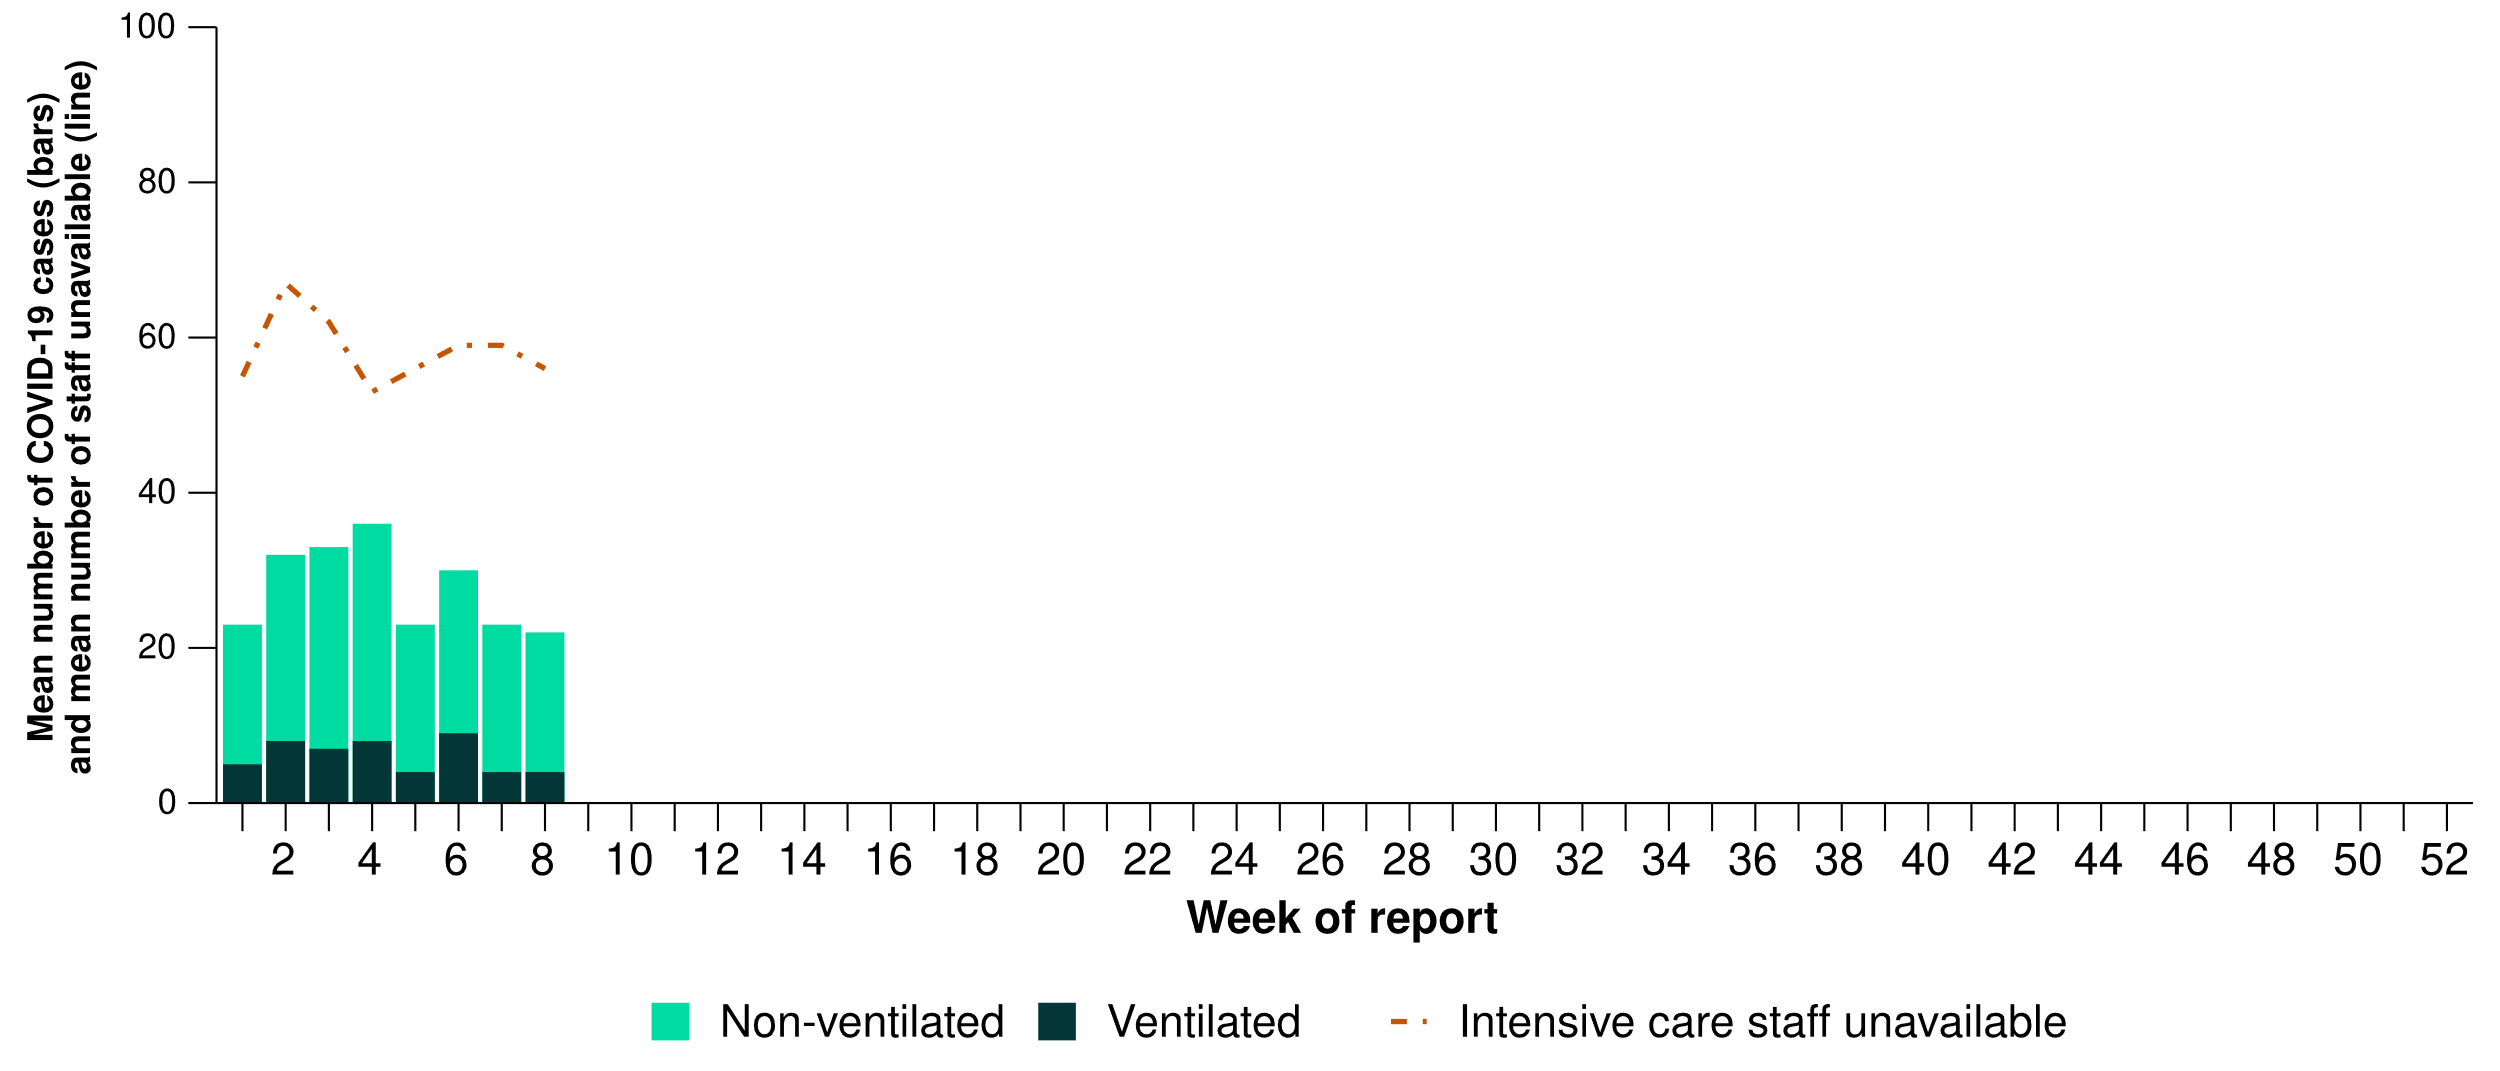 Mean number of COVID-19 cases (bars)
and mean number of staff unavailable (line)
100
80
60
40
20
0
2 4 6 8 10 12 14 16 18 20 22 24 26 28 30 32 34 36 38 40 42 44 46 48 50 52
Week of report
Non-ventilated Ventilated Intensive care staff unavailable